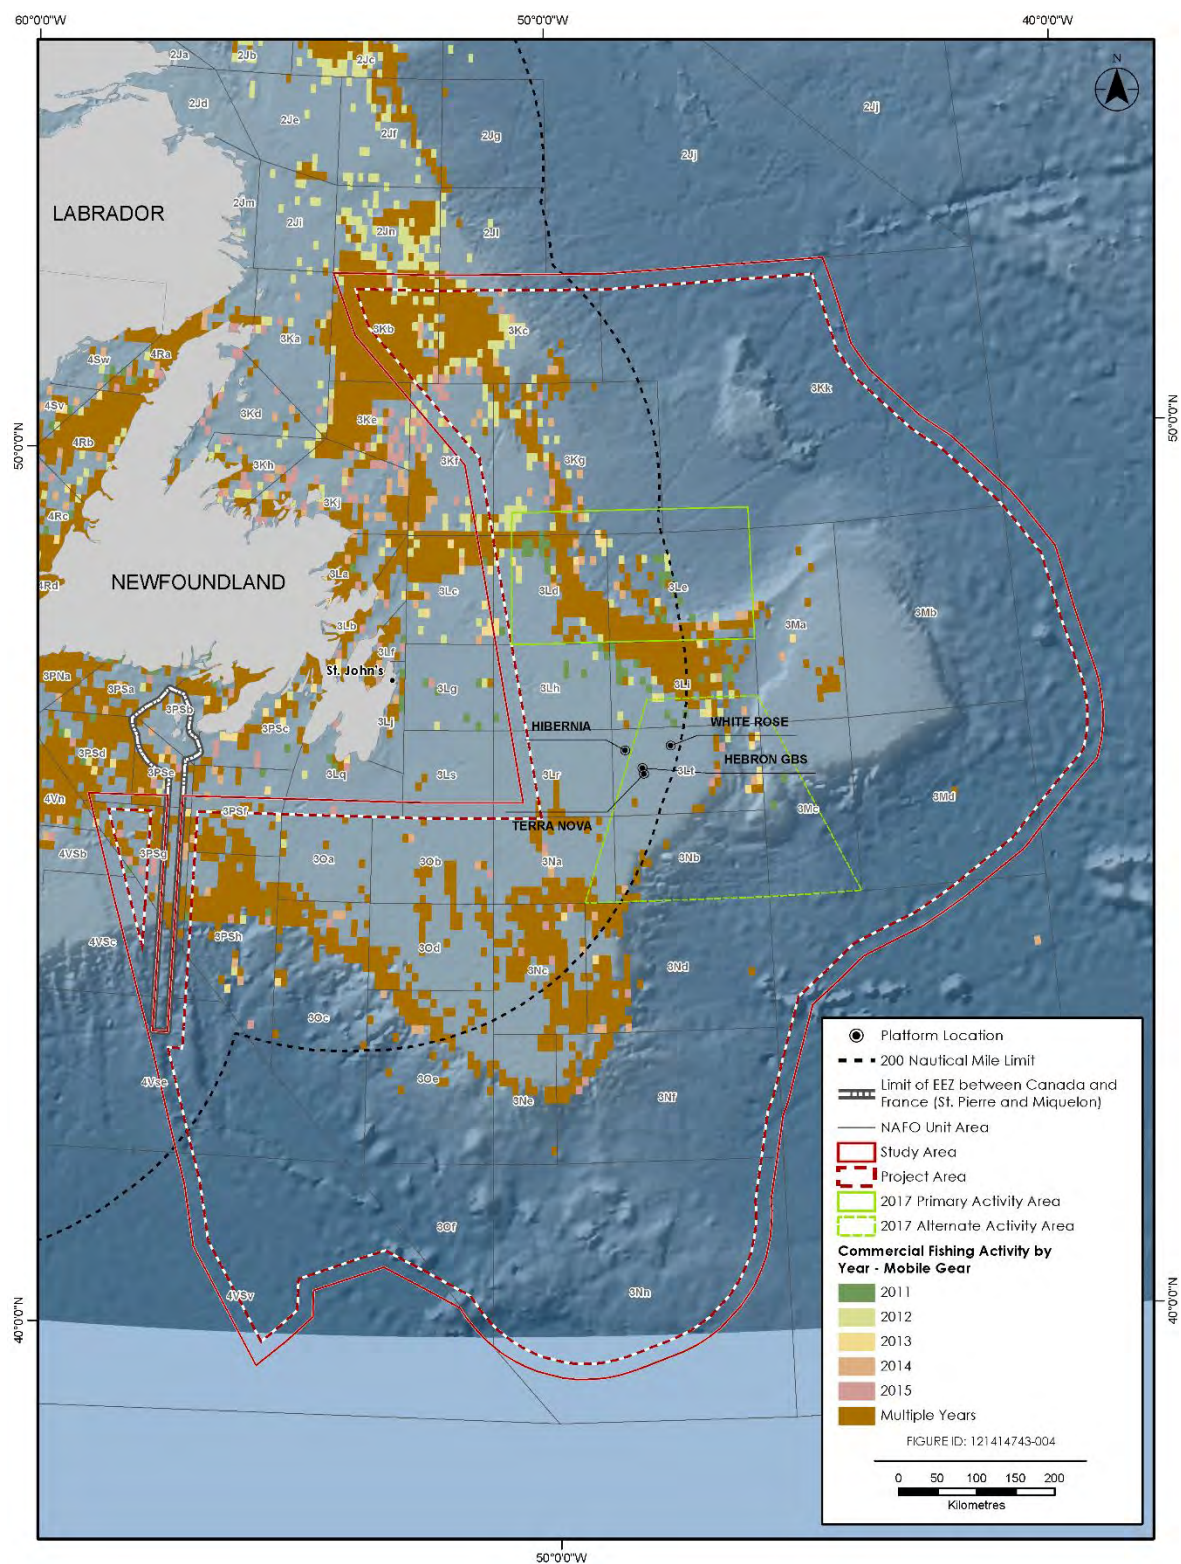 60°0'0"W 50°0'0"W 40°0'0"W
N
2Ja 2Jb 2Jc
2Jd 2Je 2Jf 2Jg 2Jj 2Jj
LABRADOR
2Jm 2Ji 2Jn 2Jl
3Ka 3Kb 3Kc
4Sw 4Ra
3Kk
4Sv 3Kd 3Ke
50°0'0"N 4Rb 3Kh 3Kf 3Kg 50°0'0"N
4Rc 3Kj
NEWFOUNDLAND
4Rd 3La 3Lc 3Ld 3Le
3Lb 3Ma 3Mb
3Lf
St. John's
3PNa 3PSa 3Lg 3Lh 3Li
3PSb
3PSc 3Lj HIBERNIA WHITE ROSE
3PSd HEBRON GBS
3PSe 3Lq 3Ls 3Lr 3Lt
4Vn 3PSf TERRA NOVA 3Mc 3Md
4VSb 3PSg 3Oa 3Ob 3Na 3Nb
4VSc 3PSh 3Od 3Nc 3Nd
3Oc
4Vse 3Oe 3Ne 3Nf
3Of
4VSv 3Nn
40°0'0"N 40°0'0"N
Platform Location
200 Nautical Mile Limit
Limit of EEZ between Canada and
France (St. Pierre and Miquelon)
NAFO Unit Area
Study Area
Project Area
2017 Primary Activity Area
2017 Alternate Activity Area
Commercial Fishing Activity by
Year - Mobile Gear
2011
2012
2013
2014
2015
Multiple Years
FIGURE ID: 121414743-004
0 50 100 150 200
Kilometres
50°0'0"W